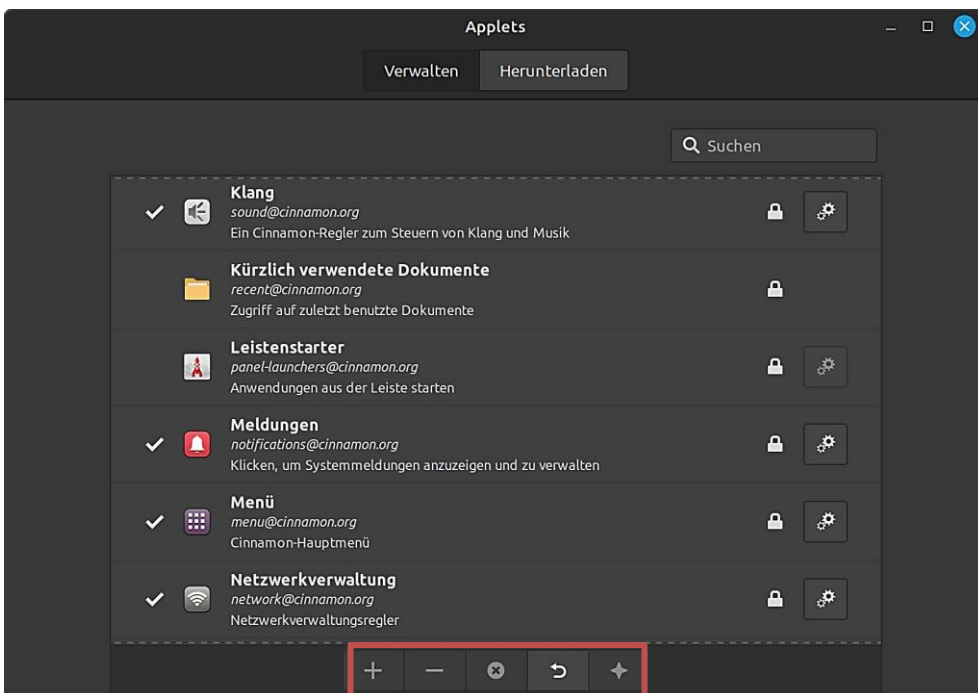 Applets
Verwalten
Herunterladen
Suchen
Klang
sound@cinnamon.org
Ein Cinnamon-Regler zum Steuern von Klang und Musik
Kürzlich verwendete Dokumente
recent@cinnamon.org
Zugriff auf zuletzt benutzte Dokumente
Leistenstarter
panel-launchers@cinnamon.org
Anwendungen aus der Leiste starten
Meldungen
notifications@cinnamon.org
Klicken, um Systemmeldungen anzuzeigen und zu verwalten
Menü
menu@cinnamon.org
Cinnamon-Hauptmenü
Netzwerkverwaltung
network@cinnamon.org
Netzwerkverwaltungsregler